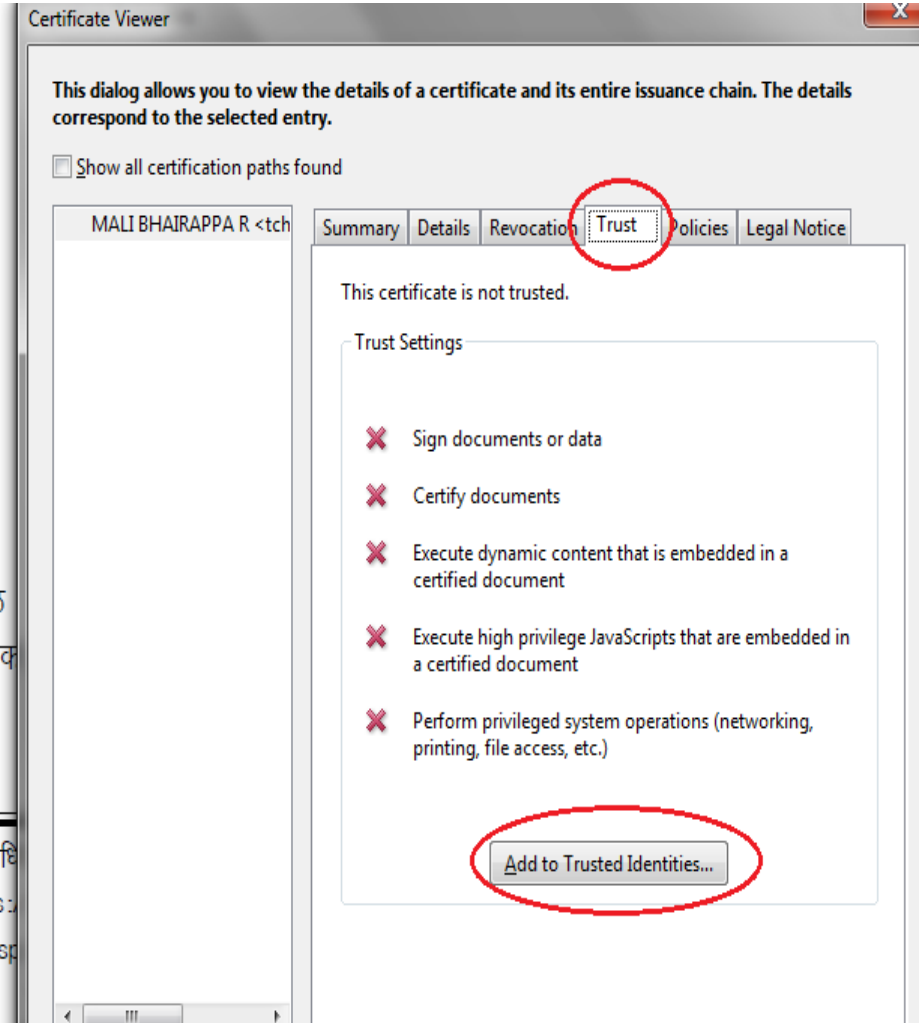 Certificate Viewer
This dialog allows you to view the details of a certificate and its entire issuance chain. The details
correspond to the selected entry.
Show all certification paths found
MALI BHAIRAPPA R <tch
Summary Details Revocation Trust Policies Legal Notice
This certificate is not trusted.
Trust Settings
Sign documents or data
Certify documents
Execute dynamic content that is embedded in a
certified document
Execute high privilege JavaScripts that are embedded in
a certified document
Perform privileged system operations (networking,
printing, file access, etc.)
Add to Trusted Identities...